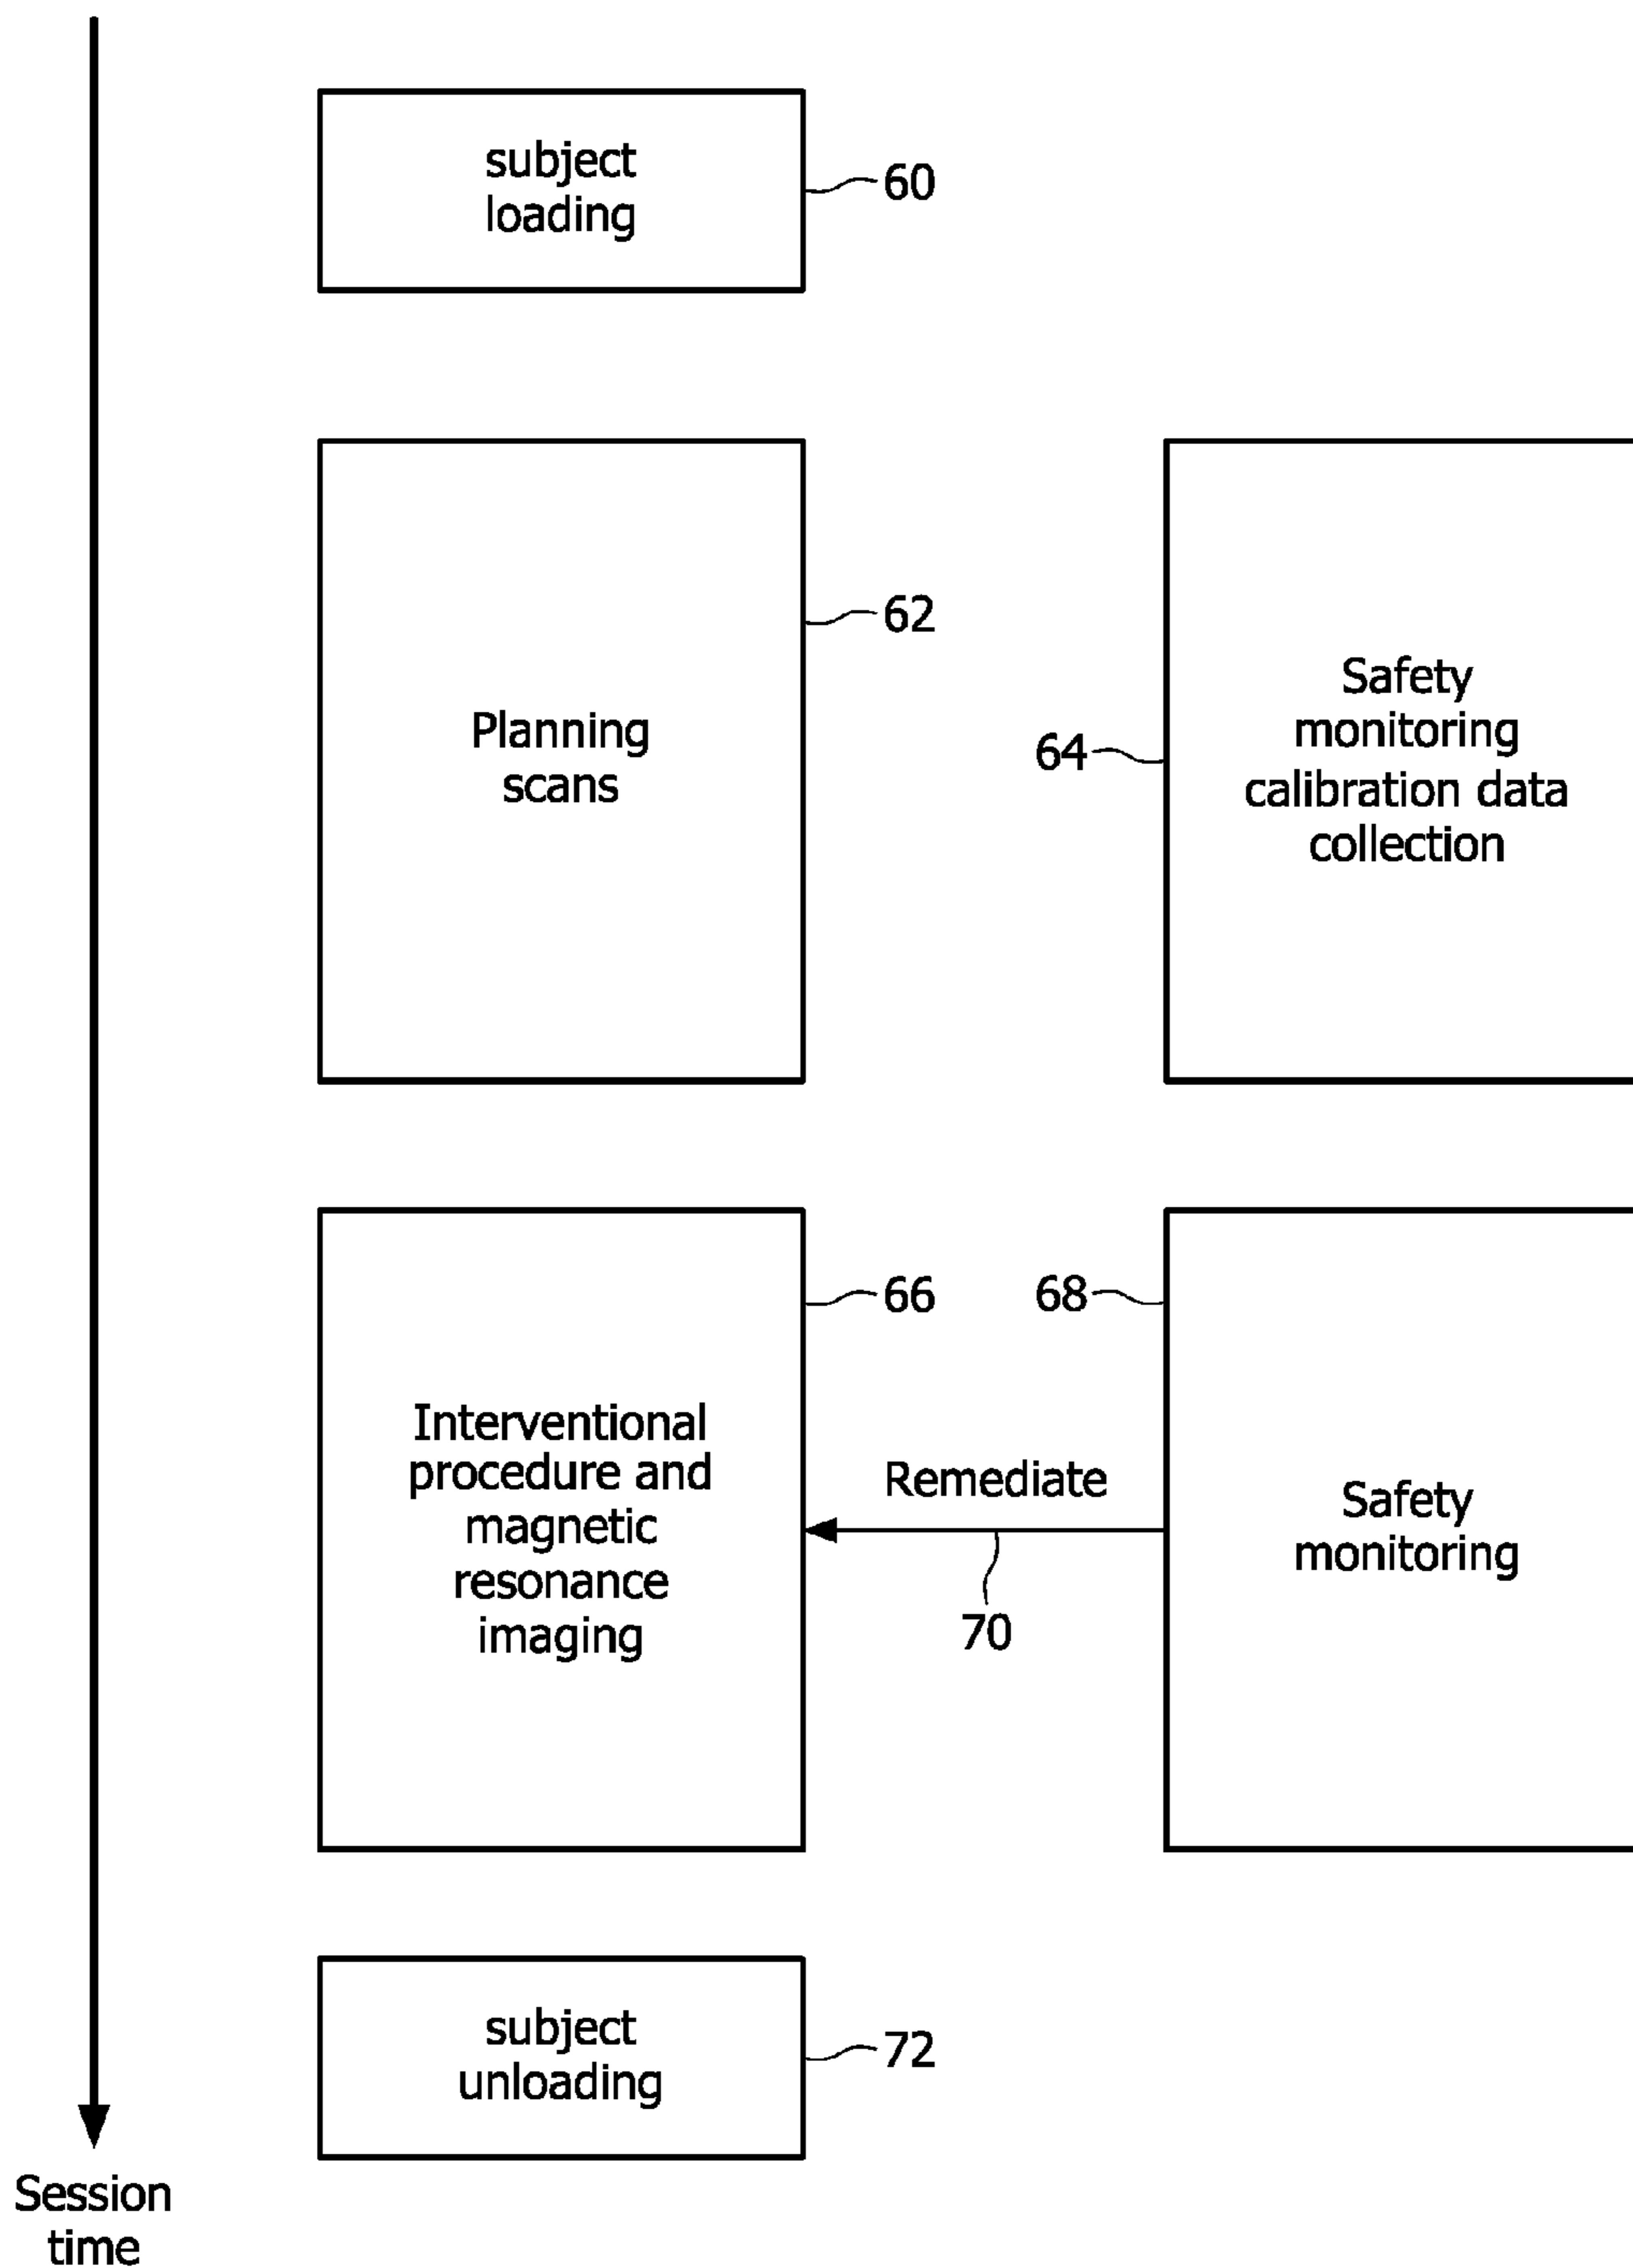 subject
loading
60
Planning
scans
62
64
Safety
monitoring
calibration data
collection
Interventional
procedure and
magnetic
resonance
imaging
66
68
Remediate
70
Safety
monitoring
subject
unloading
72
Session
time